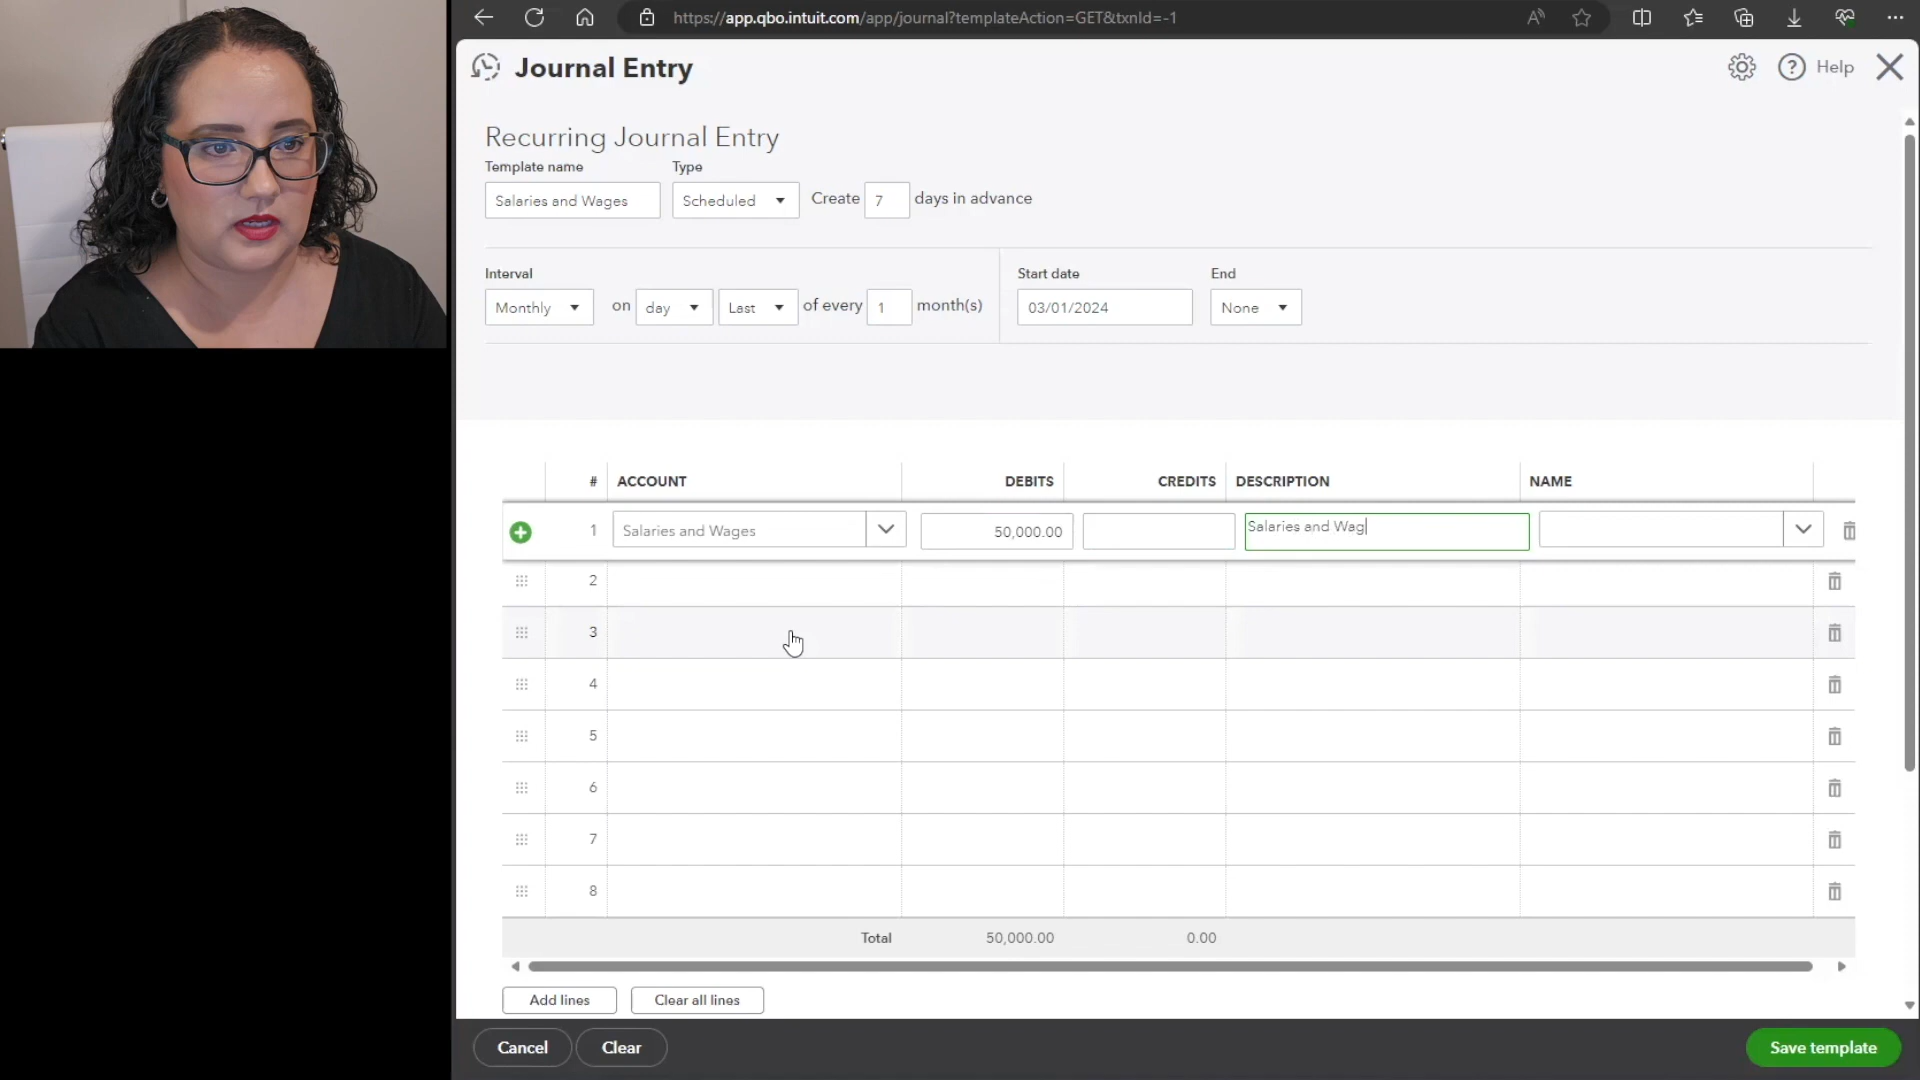 https://app.qbo.intuit.com/app/journal?templateAction=GET&txnId=-1
Journal Entry
Help
Recurring Journal Entry
Template name
Type
Salaries and Wages
Scheduled
Create
7
days in advance
Interval
Start date
End
Monthly
on
day
Last
of every
1
month(s)
03/01/2024
None
#
ACCOUNT
DEBITS
CREDITS
DESCRIPTION
NAME
1
Salaries and Wages
50,000.00
Salaries and Wag
2
3
4
5
6
7
8
Total
50,000.00
0.00
Add lines
Clear all lines
Cancel
Clear
Save template